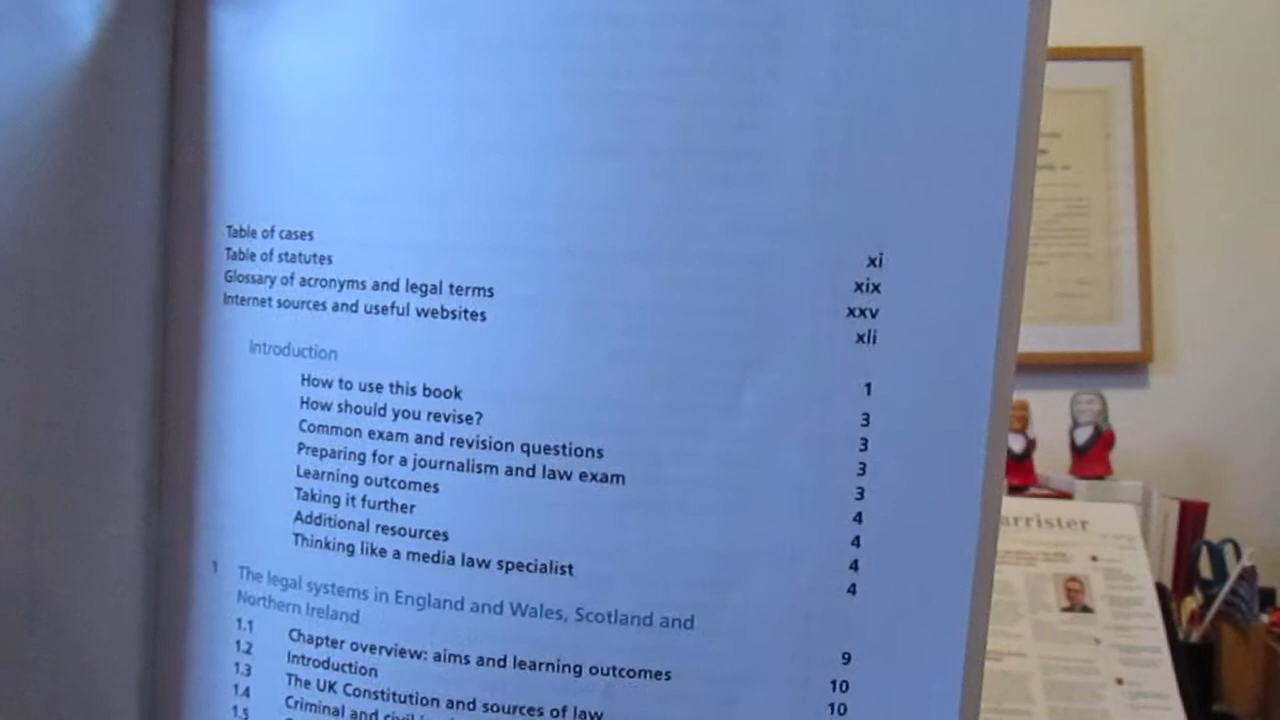 Table of cases xi
Table of statutes xix
Glossary of acronyms and legal terms xxv
Internet sources and useful websites xli
Introduction 1
How to use this book 3
How should you revise? 3
Common exam and revision questions 3
Preparing for a journalism and law exam 3
Learning outcomes 4
Taking it further 4
Additional resources 4
Thinking like a media law specialist 4
1 The legal systems in England and Wales, Scotland and
Northern Ireland 9
1.1 Chapter overview: aims and learning outcomes 10
1.2 Introduction 10
1.3 The UK Constitution and sources of law
1.4 Criminal and
1.5
arrister